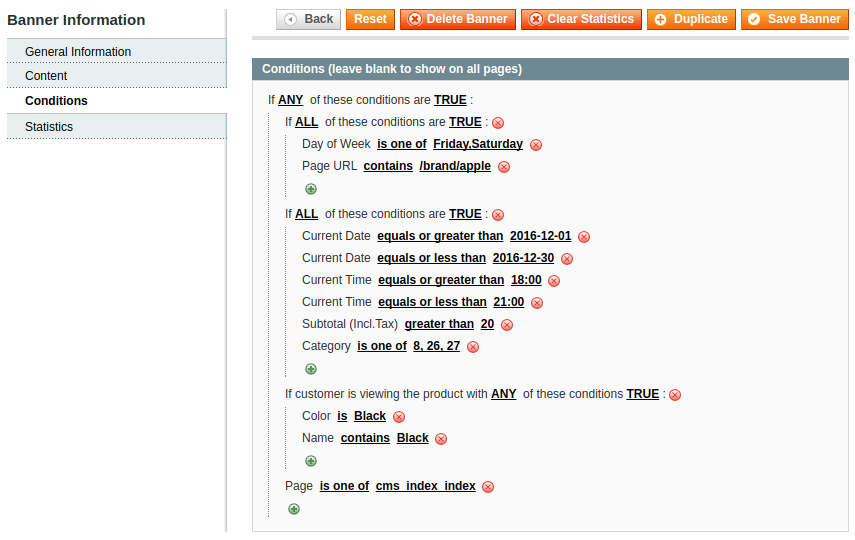 Banner Information
General Information
Content
Conditions
Statistics
Back Reset Delete Banner Clear Statistics Duplicate Save Banner
Conditions (leave blank to show on all pages)
If ANY of these conditions are TRUE :
If ALL of these conditions are TRUE :
Day of Week is one of Friday,Saturday
Page URL contains /brand/apple
If ALL of these conditions are TRUE :
Current Date equals or greater than 2016-12-01
Current Date equals or less than 2016-12-30
Current Time equals or greater than 18:00
Current Time equals or less than 21:00
Subtotal (Incl.Tax) greater than 20
Category is one of 8, 26, 27
If customer is viewing the product with ANY of these conditions TRUE :
Color is Black
Name contains Black
Page is one of cms_index_index